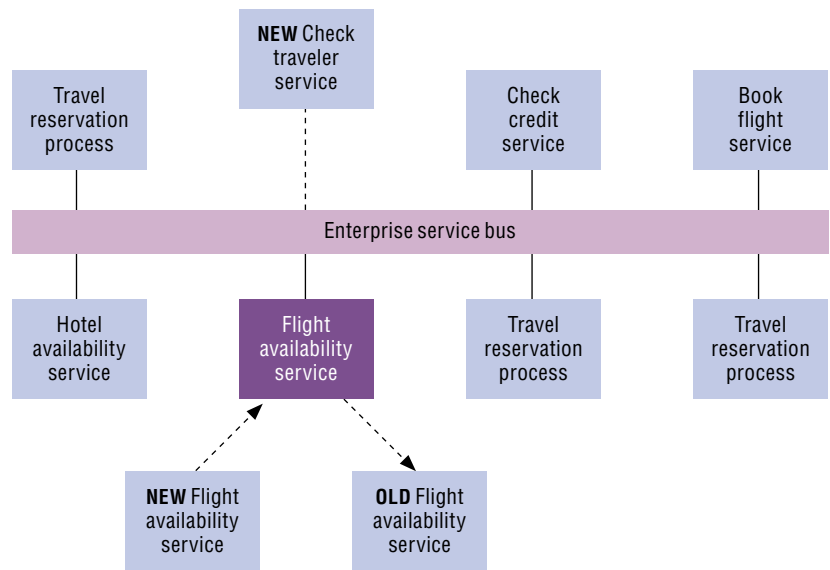 NEW Check
traveler
service
Travel
reservation
process
Check
credit
service
Book
flight
service
Enterprise service bus
Hotel
availability
service
Flight
availability
service
Travel
reservation
process
Travel
reservation
process
NEW Flight
availability
service
OLD Flight
availability
service